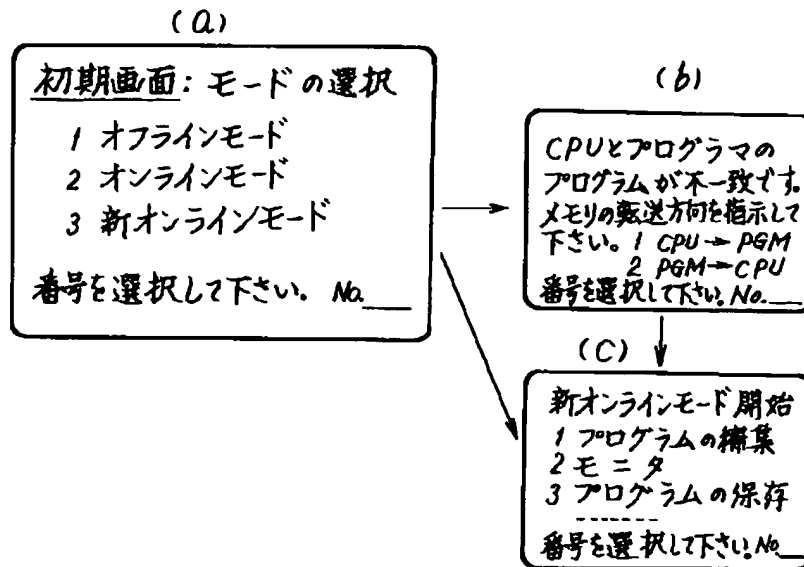 (a)
初期画面：モードの選択
1 オフラインモード
2 オンラインモード
3 新オンラインモード
番号を選択して下さい. No.___
(b)
CPUとプログラマの
プログラムが不一致です。
メモリの転送方向を指示して
下さい。1 CPU→PGM
2 PGM→CPU
番号を選択して下さい. No.___
(C)
新オンラインモード開始
1 プログラムの編集
2 モニタ
3 プログラムの保存
-------
番号を選択して下さい. No___